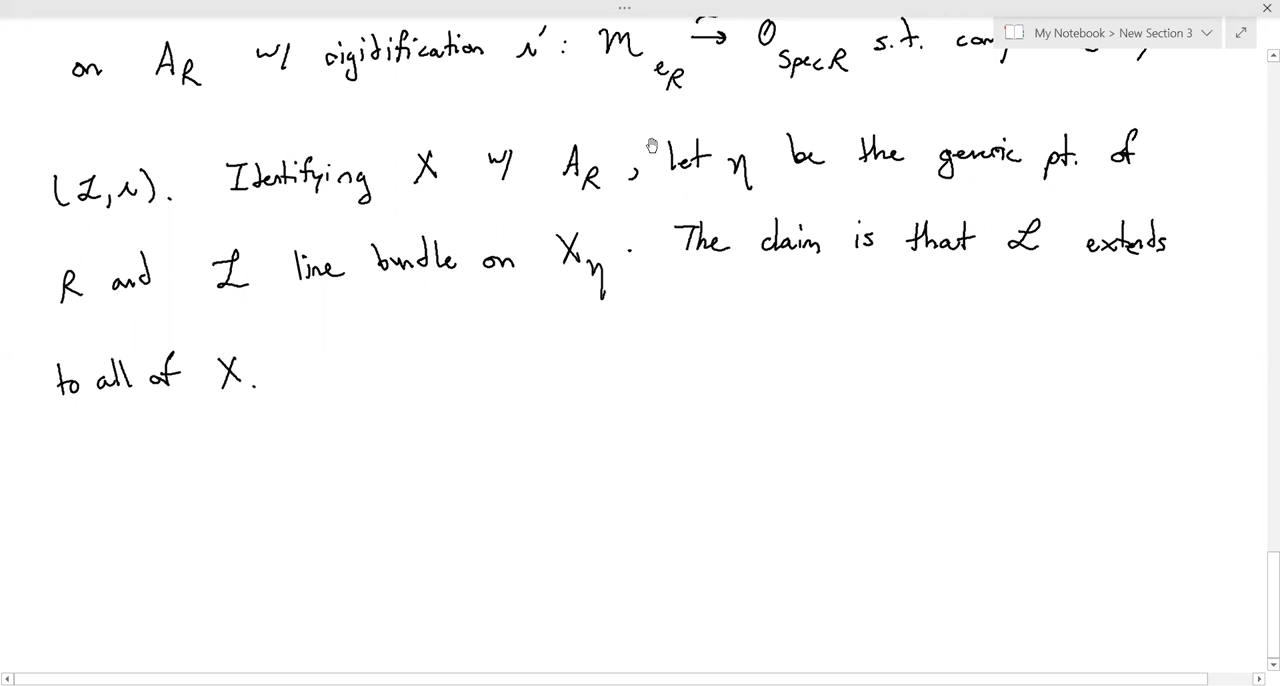 My Notebook > New Section 3
on A_R w/ rigidification ι' : M_{e_R} ⥲ O_{Spec R} s.t.
(ℒ, ι). Identifying X w/ A_R, let η be the generic pt. of
R and ℒ line bundle on X_η. The claim is that ℒ extends
to all of X.